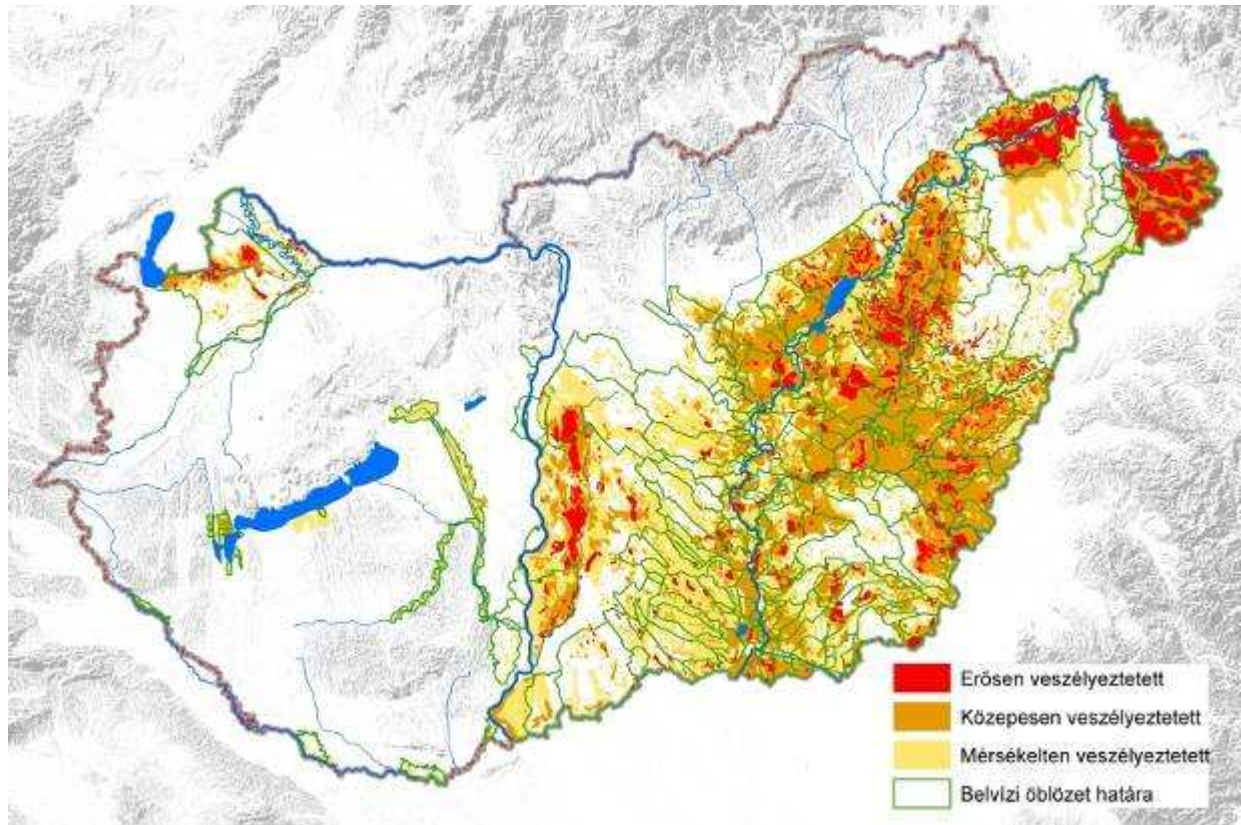 Erősen veszélyeztetett
Közepesen veszélyeztetett
Mérsékelten veszélyeztetett
Belvízi öblözet határa